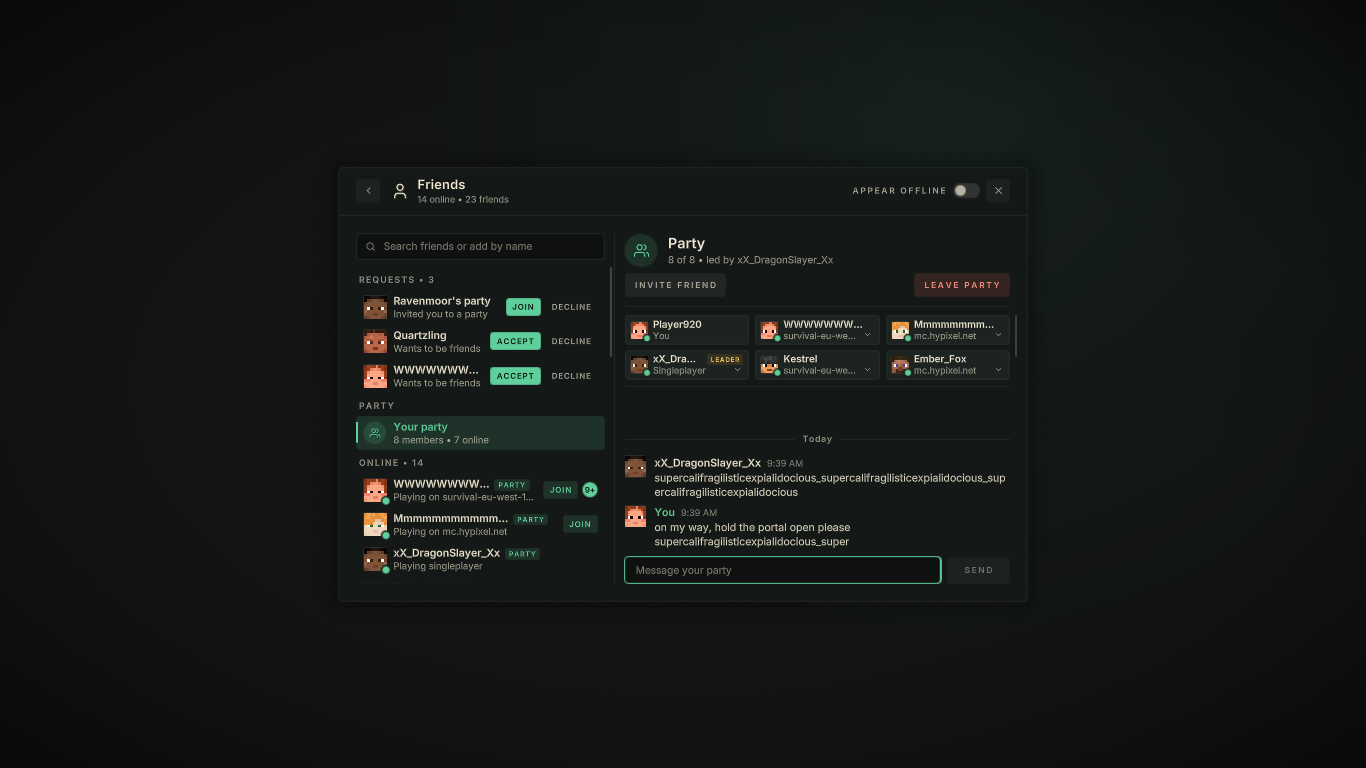 Friends
14 online • 23 friends
APPEAR OFFLINE
Search friends or add by name
REQUESTS • 3
Ravenmoor's party
Invited you to a party
JOIN
DECLINE
Quartzling
Wants to be friends
ACCEPT
DECLINE
WWWWWWW...
Wants to be friends
ACCEPT
DECLINE
PARTY
Your party
8 members • 7 online
ONLINE • 14
WWWWWWWW... PARTY
Playing on survival-eu-west-1...
JOIN
9+
Mmmmmmmmmm... PARTY
Playing on mc.hypixel.net
JOIN
xX_DragonSlayer_Xx PARTY
Playing singleplayer
Party
8 of 8 • led by xX_DragonSlayer_Xx
INVITE FRIEND
LEAVE PARTY
Player920
You
WWWWWWW...
survival-eu-we...
Mmmmmmmm...
mc.hypixel.net
xX_Dra... LEADER
Singleplayer
Kestrel
survival-eu-we...
Ember_Fox
mc.hypixel.net
Today
xX_DragonSlayer_Xx 9:39 AM
supercalifragilisticexpialidocious_supercalifragilisticexpialidocious_sup
ercalifragilisticexpialidocious
You 9:39 AM
on my way, hold the portal open please
supercalifragilisticexpialidocious_super
Message your party
SEND